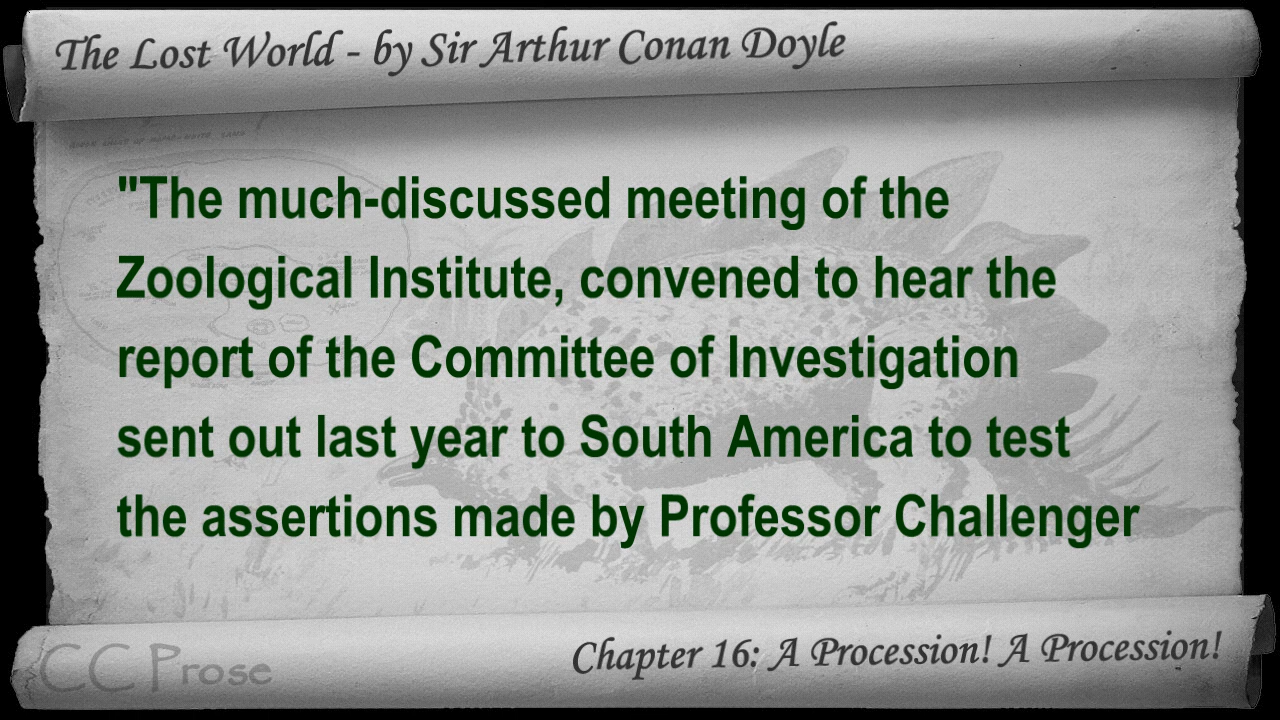 The Lost World - by Sir Arthur Conan Doyle
"The much-discussed meeting of the
Zoological Institute, convened to hear the
report of the Committee of Investigation
sent out last year to South America to test
the assertions made by Professor Challenger
CC Prose
Chapter 16: A Procession! A Procession!